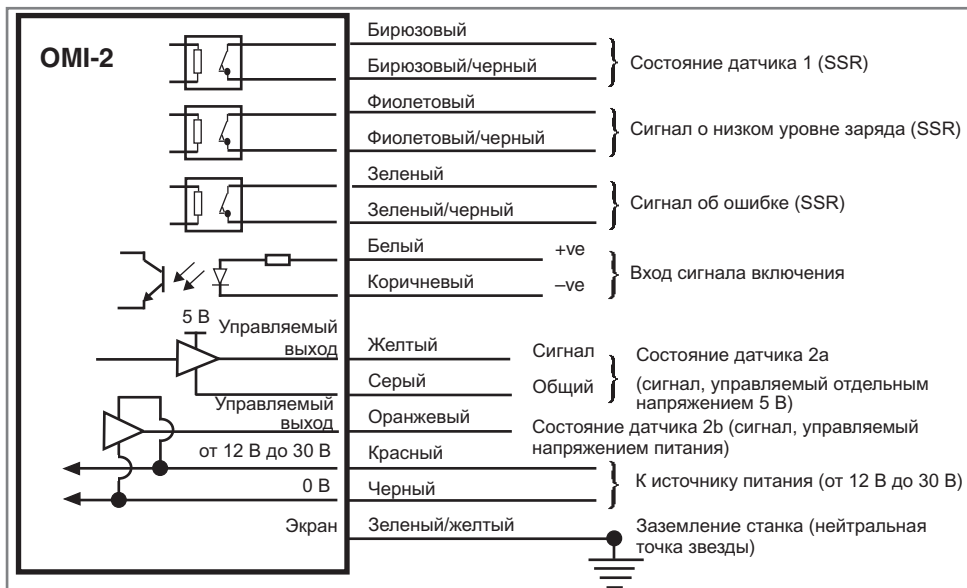 OMI-2
Бирюзовый
Бирюзовый/черный
Состояние датчика 1 (SSR)
Фиолетовый
Фиолетовый/черный
Сигнал о низком уровне заряда (SSR)
Зеленый
Зеленый/черный
Сигнал об ошибке (SSR)
Белый
+ve
Коричневый
–ve
Вход сигнала включения
5 В
Управляемый
выход
Желтый
Сигнал
Серый
Общий
Состояние датчика 2a
(сигнал, управляемый отдельным
напряжением 5 В)
Управляемый
выход
Оранжевый
Состояние датчика 2b (сигнал, управляемый
напряжением питания)
от 12 В до 30 В
Красный
0 В
Черный
К источнику питания (от 12 В до 30 В)
Экран
Зеленый/желтый
Заземление станка (нейтральная
точка звезды)